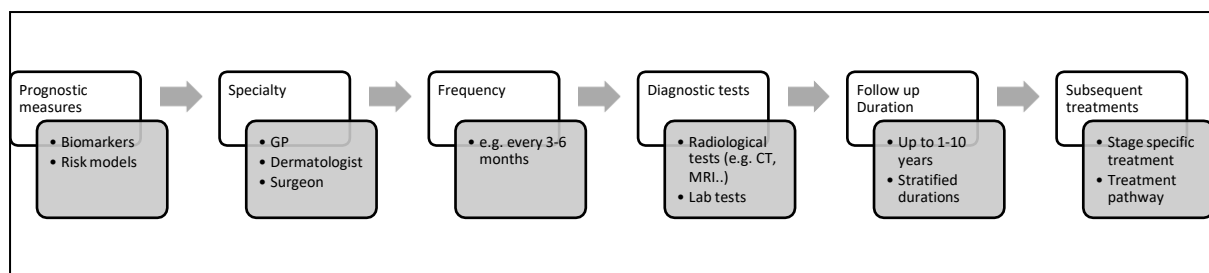 Prognostic
measures
• Biomarkers
• Risk models
Specialty
• GP
• Dermatologist
• Surgeon
Frequency
• e.g. every 3-6
months
Diagnostic tests
• Radiological
tests (e.g. CT,
MRI..)
• Lab tests
Follow up
Duration
• Up to 1-10
years
• Stratified
durations
Subsequent
treatments
• Stage specific
treatment
• Treatment
pathway